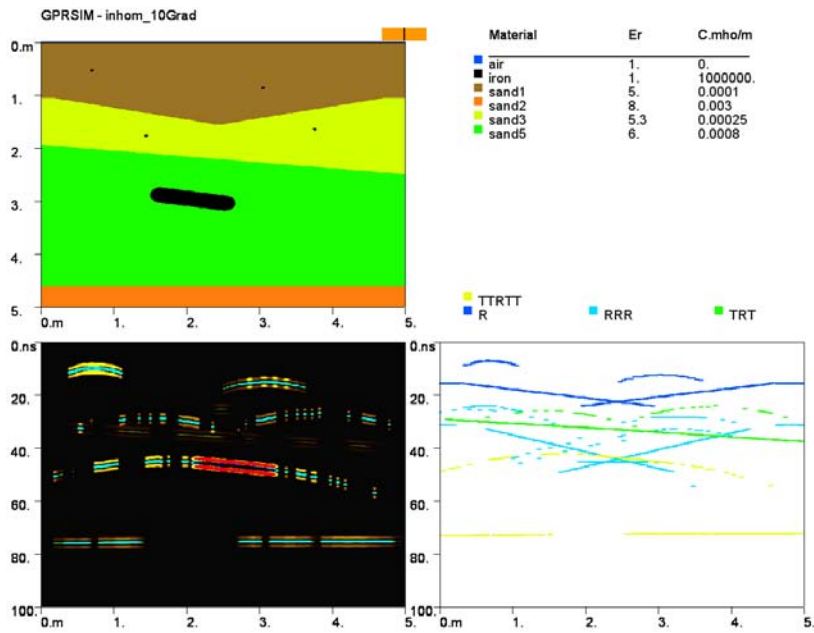 GPRSIM - inhom_10Grad
Material Er C.mho/m
air 1. 0.
iron 1. 1000000.
sand1 5. 0.0001
sand2 8. 0.003
sand3 5.3 0.00025
sand5 6. 0.0008
0.m
1.
2.
3.
4.
5.
0.m 1. 2. 3. 4. 5.
TTRTT
R RRR TRT
0.ns
20.
40.
60.
80.
100.
0.m 1. 2. 3. 4. 5.
0.ns
20.
40.
60.
80.
100.
0.m 1. 2. 3. 4. 5.